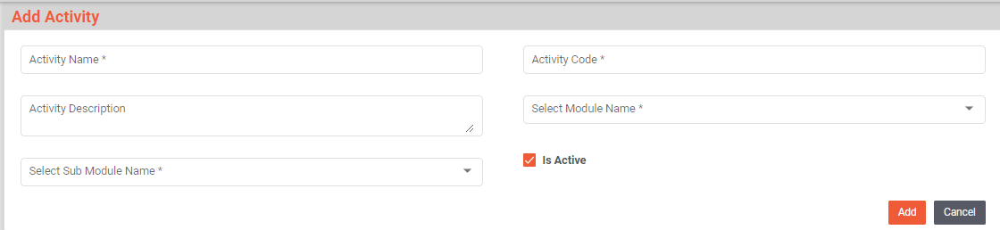 Add Activity
Activity Name *
Activity Code *
Activity Description
Select Module Name *
Select Sub Module Name *
Is Active
Add
Cancel